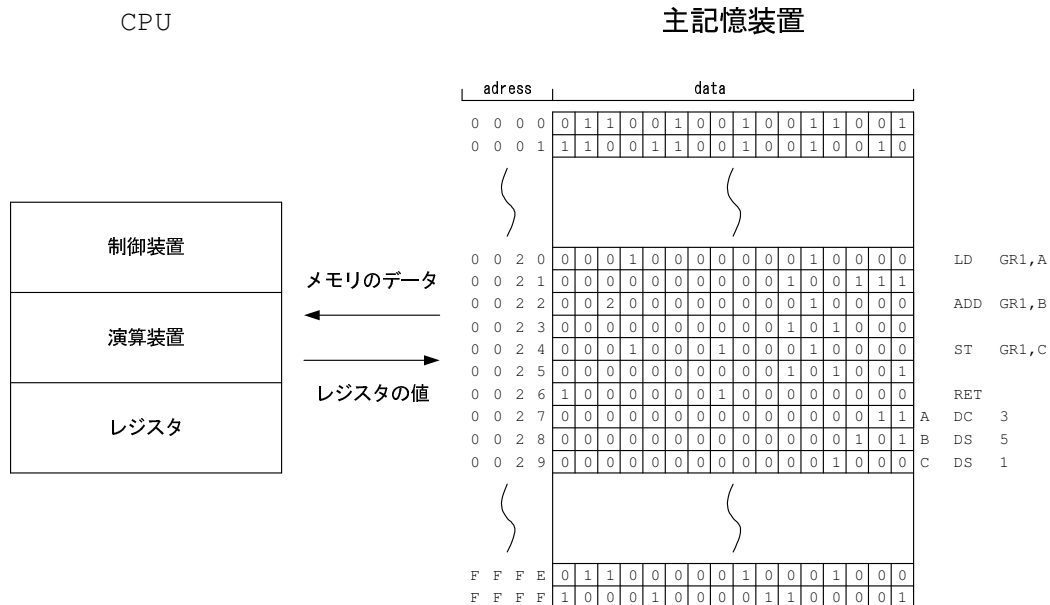 CPU
主記憶装置
adress data
0 0 0 0 0 1 1 0 0 1 0 0 1 0 0 1 1 0 0 1
0 0 0 1 1 1 0 0 1 1 0 0 1 0 0 1 0 0 1 0
制御装置
演算装置
レジスタ
メモリのデータ
レジスタの値
0 0 2 0 0 0 0 1 0 0 0 0 0 0 0 1 0 0 0 0 LD GR1,A
0 0 2 1 0 0 0 0 0 0 0 0 0 0 1 0 0 1 1 1
0 0 2 2 0 0 2 0 0 0 0 0 0 0 0 1 0 0 0 0 ADD GR1,B
0 0 2 3 0 0 0 0 0 0 0 0 0 0 1 0 1 0 0 0
0 0 2 4 0 0 0 1 0 0 0 1 0 0 0 1 0 0 0 0 ST GR1,C
0 0 2 5 0 0 0 0 0 0 0 0 0 0 1 0 1 0 0 1
0 0 2 6 1 0 0 0 0 0 0 1 0 0 0 0 0 0 0 0 RET
0 0 2 7 0 0 0 0 0 0 0 0 0 0 0 0 0 0 1 1 A DC 3
0 0 2 8 0 0 0 0 0 0 0 0 0 0 0 0 0 1 0 1 B DS 5
0 0 2 9 0 0 0 0 0 0 0 0 0 0 0 0 1 0 0 0 C DS 1
F F F E 0 1 1 0 0 0 0 0 1 0 0 0 1 0 0 0
F F F F 1 0 0 0 1 0 0 0 0 1 1 0 0 0 0 1